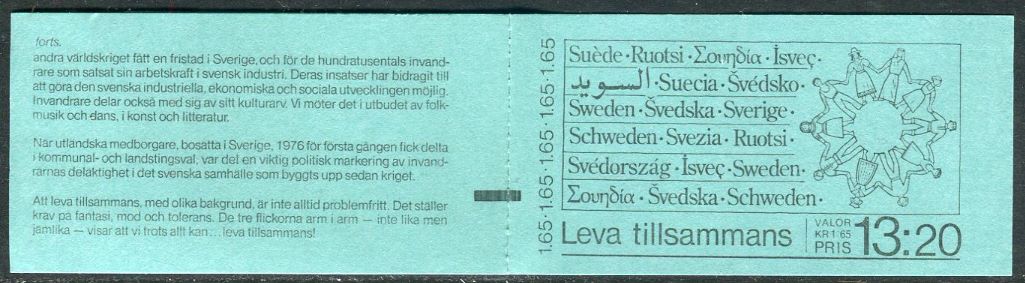 forts.
andra världskriget fått en fristad i Sverige, och för de hundratusentals invand-
rare som satsat sin arbetskraft i svensk industri. Deras insatser har bidragit till
att göra den svenska industriella, ekonomiska och sociala utvecklingen möjlig.
Invandrare delar också med sig av sitt kulturarv. Vi möter det i utbudet av folk-
musik och dans, i konst och litteratur.
När utländska medborgare, bosatta i Sverige, 1976 för första gången fick delta
i kommunal- och landstingsval, var det en viktig politisk markering av invand-
rarnas delaktighet i det svenska samhälle som byggts upp sedan kriget.
Att leva tillsammans, med olika bakgrund, är inte alltid problemfritt. Det ställer
krav på fantasi, mod och tolerans. De tre flickorna arm i arm — inte lika men
jämlika — visar att vi trots allt kan... leva tillsammans!
1.65·1.65·1.65·1.65·1.65·1.65
Suède·Ruotsi·Σουηδία·İsveç·
السويد·Suecia·Švédsko·
Sweden·Švedska·Sverige·
Schweden·Svezia·Ruotsi·
Svédország·İsveç·Sweden·
Σουηδία·Švedska·Schweden·
Leva tillsammans
VALÖR
KR 1:65
PRIS 13:20